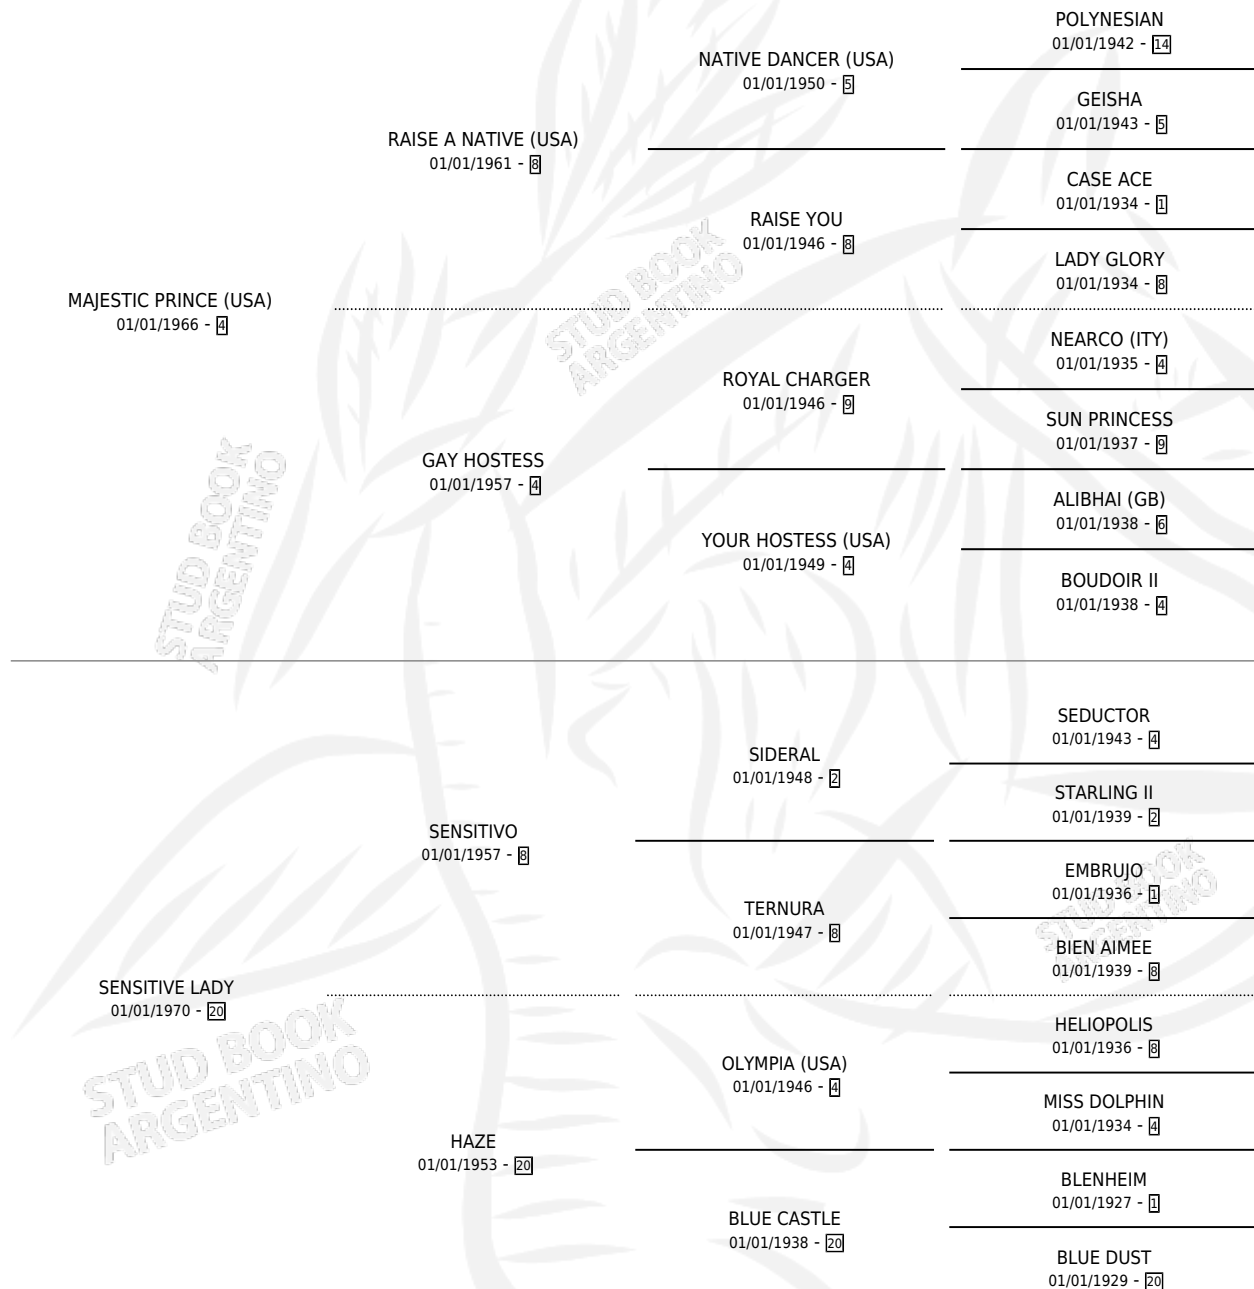 POLYNESIAN
01/01/1942 - 14
NATIVE DANCER (USA)
01/01/1950 - 5
GEISHA
01/01/1943 - 5
RAISE A NATIVE (USA)
01/01/1961 - 8
CASE ACE
01/01/1934 - 1
RAISE YOU
01/01/1946 - 8
LADY GLORY
01/01/1934 - 8
MAJESTIC PRINCE (USA)
01/01/1966 - 4
STUD BOOK
ARGENTINO
NEARCO (ITY)
01/01/1935 - 4
ROYAL CHARGER
01/01/1946 - 9
SUN PRINCESS
01/01/1937 - 9
GAY HOSTESS
01/01/1957 - 4
ALIBHAI (GB)
01/01/1938 - 6
YOUR HOSTESS (USA)
01/01/1949 - 4
BOUDOIR II
01/01/1938 - 4
STUD BOOK
ARGENTINO
SEDUCTOR
01/01/1943 - 4
SIDERAL
01/01/1948 - 2
STARLING II
01/01/1939 - 2
SENSITIVO
01/01/1957 - 8
EMBRUJO
01/01/1936 - 1
TERNURA
01/01/1947 - 8
STUD BOOK
ARGENTINO
BIEN AIMEE
01/01/1939 - 8
SENSITIVE LADY
01/01/1970 - 20
STUD BOOK
ARGENTINO
HELIOPOLIS
01/01/1936 - 8
OLYMPIA (USA)
01/01/1946 - 4
MISS DOLPHIN
01/01/1934 - 4
HAZE
01/01/1953 - 20
BLENHEIM
01/01/1927 - 1
BLUE CASTLE
01/01/1938 - 20
BLUE DUST
01/01/1929 - 20